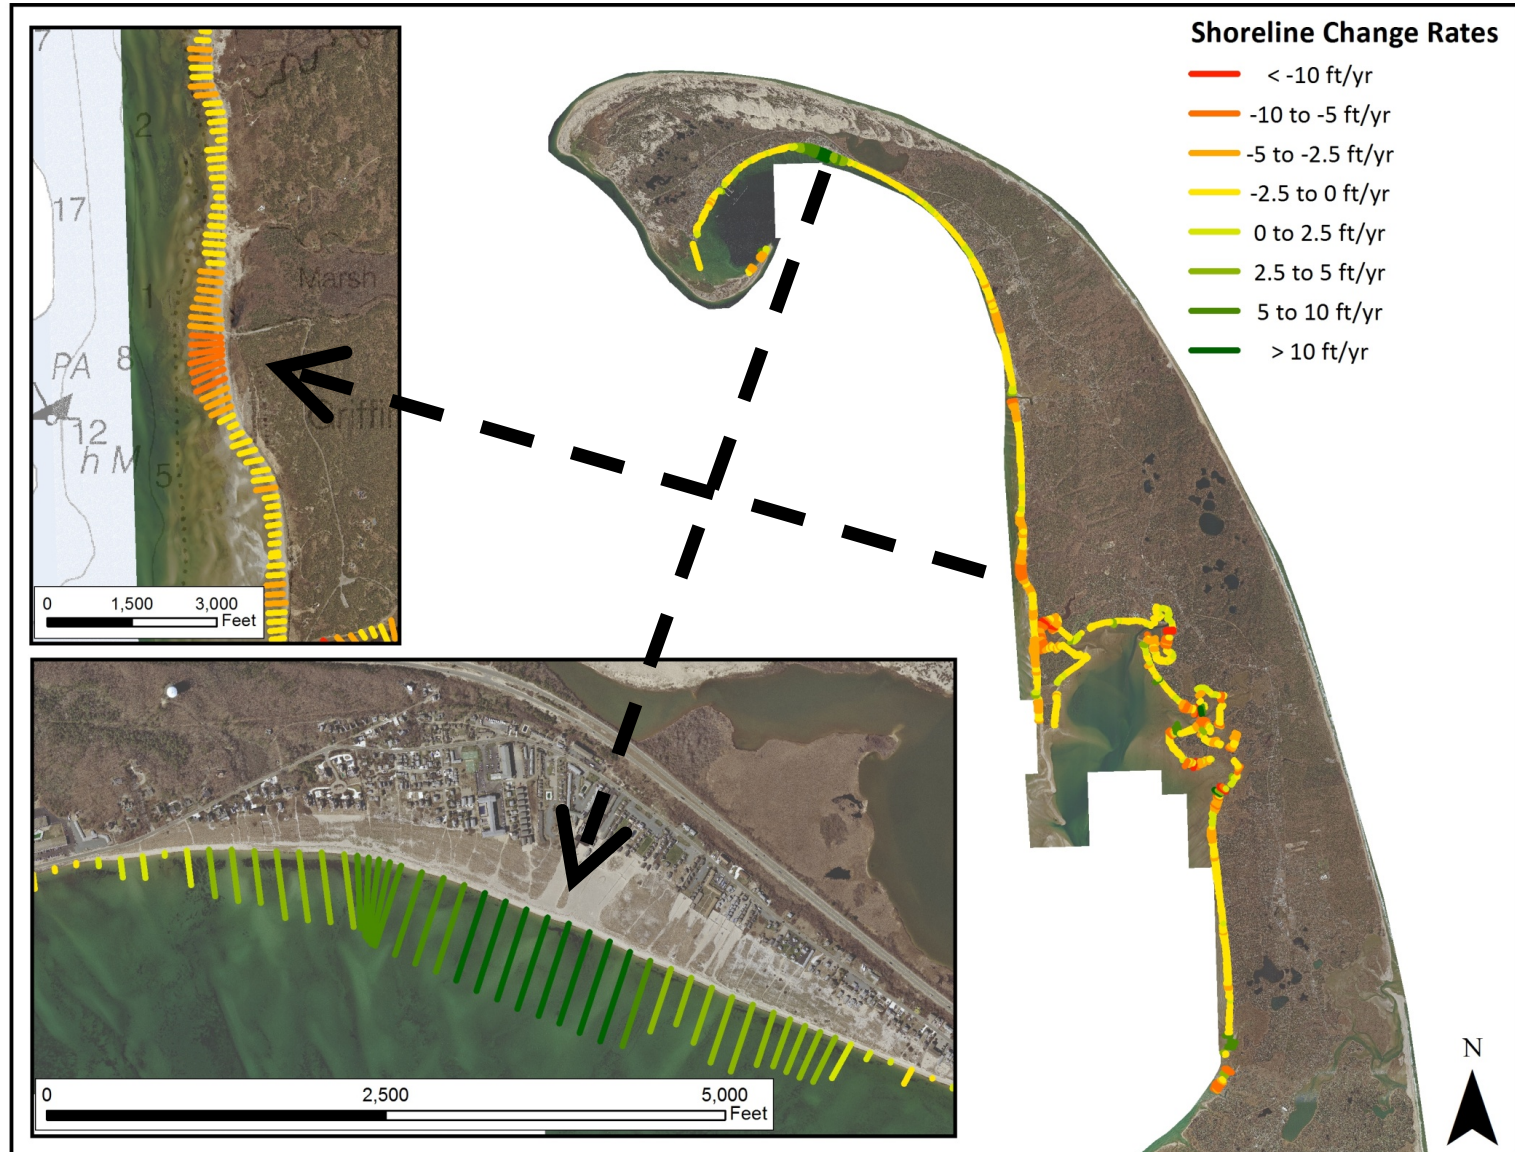 Shoreline Change Rates
< -10 ft/yr
-10 to -5 ft/yr
-5 to -2.5 ft/yr
-2.5 to 0 ft/yr
0 to 2.5 ft/yr
2.5 to 5 ft/yr
5 to 10 ft/yr
> 10 ft/yr
7
2
17
Marsh
1
8
PA
Griffin
12
h M
5
0 1,500 3,000
Feet
0 2,500 5,000
Feet
N